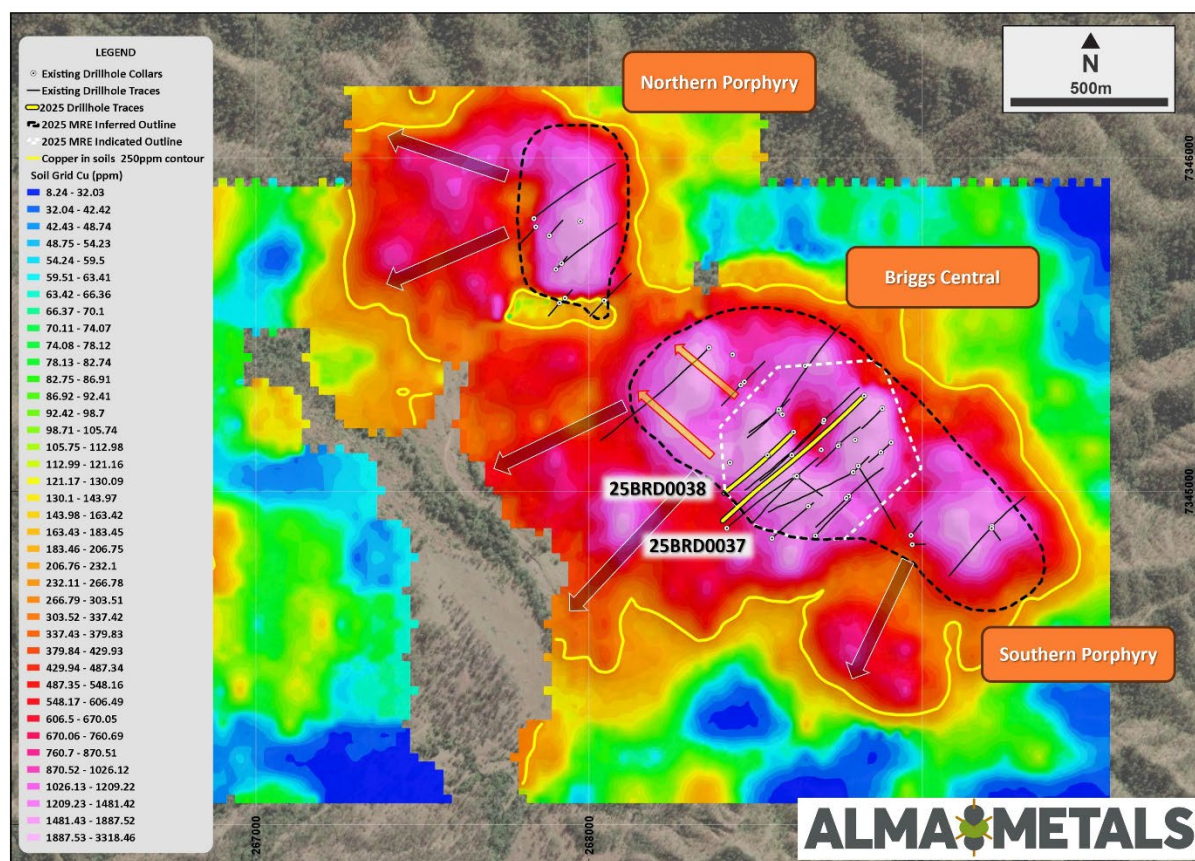 LEGEND
Existing Drillhole Collars
Existing Drillhole Traces
2025 Drillhole Traces
2025 MRE Inferred Outline
2025 MRE Indicated Outline
Copper in soils 250ppm contour
Soil Grid Cu (ppm)
8.24 - 32.03
32.04 - 42.42
42.43 - 48.74
48.75 - 54.23
54.24 - 59.5
59.51 - 63.41
63.42 - 66.36
66.37 - 70.1
70.11 - 74.07
74.08 - 78.12
78.13 - 82.74
82.75 - 86.91
86.92 - 92.41
92.42 - 98.7
98.71 - 105.74
105.75 - 112.98
112.99 - 121.16
121.17 - 130.09
130.1 - 143.97
143.98 - 163.42
163.43 - 183.45
183.46 - 206.75
206.76 - 232.1
232.11 - 266.78
266.79 - 303.51
303.52 - 337.42
337.43 - 379.83
379.84 - 429.93
429.94 - 487.34
487.35 - 548.16
548.17 - 606.49
606.5 - 670.05
670.06 - 760.69
760.7 - 870.51
870.52 - 1026.12
1026.13 - 1209.22
1209.23 - 1481.42
1481.43 - 1887.52
1887.53 - 3318.46
Northern Porphyry
N
500m
7346000
Briggs Central
25BRD0038
7345000
25BRD0037
Southern Porphyry
267000
268000
ALMA METALS